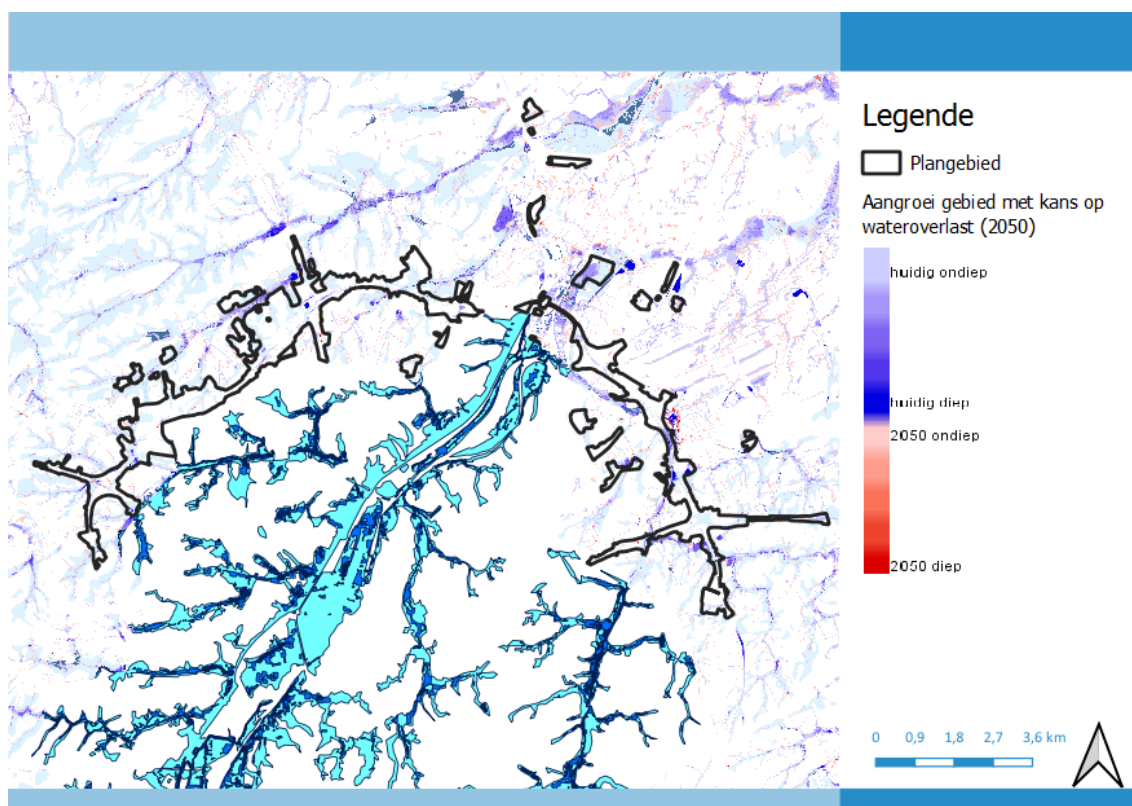 Legende
Plangebied
Aangroei gebied met kans op
wateroverlast (2050)
huidig ondiep
huidig diep
2050 ondiep
2050 diep
0 0,9 1,8 2,7 3,6 km